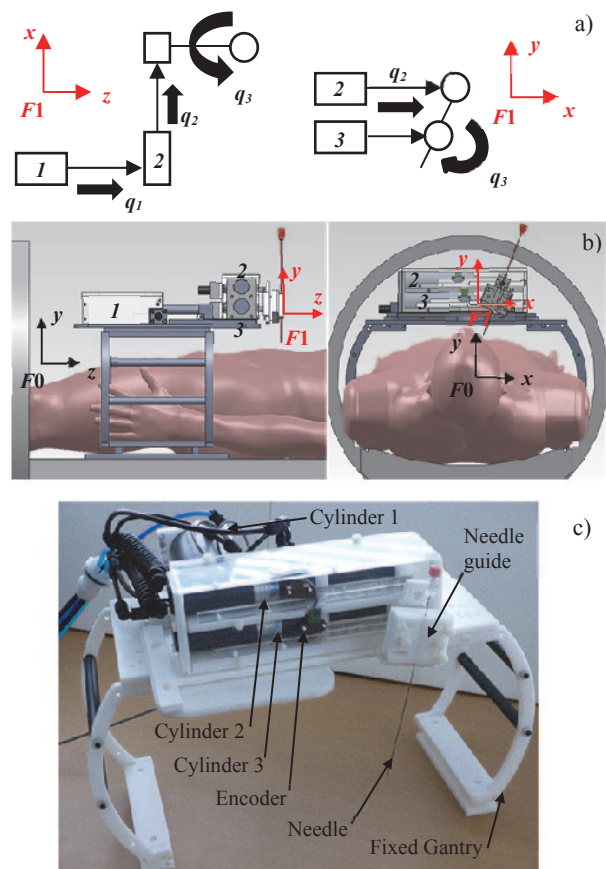 a)
x
z
F1
q3
q2
1
2
q1
y
F1
x
2
q2
3
q3
b)
1
2
3
y
z
F1
y
F0
z
2
3
y
x
F1
y
F0
x
c)
Cylinder 1
Needle
guide
Cylinder 2
Cylinder 3
Encoder
Needle
Fixed Gantry